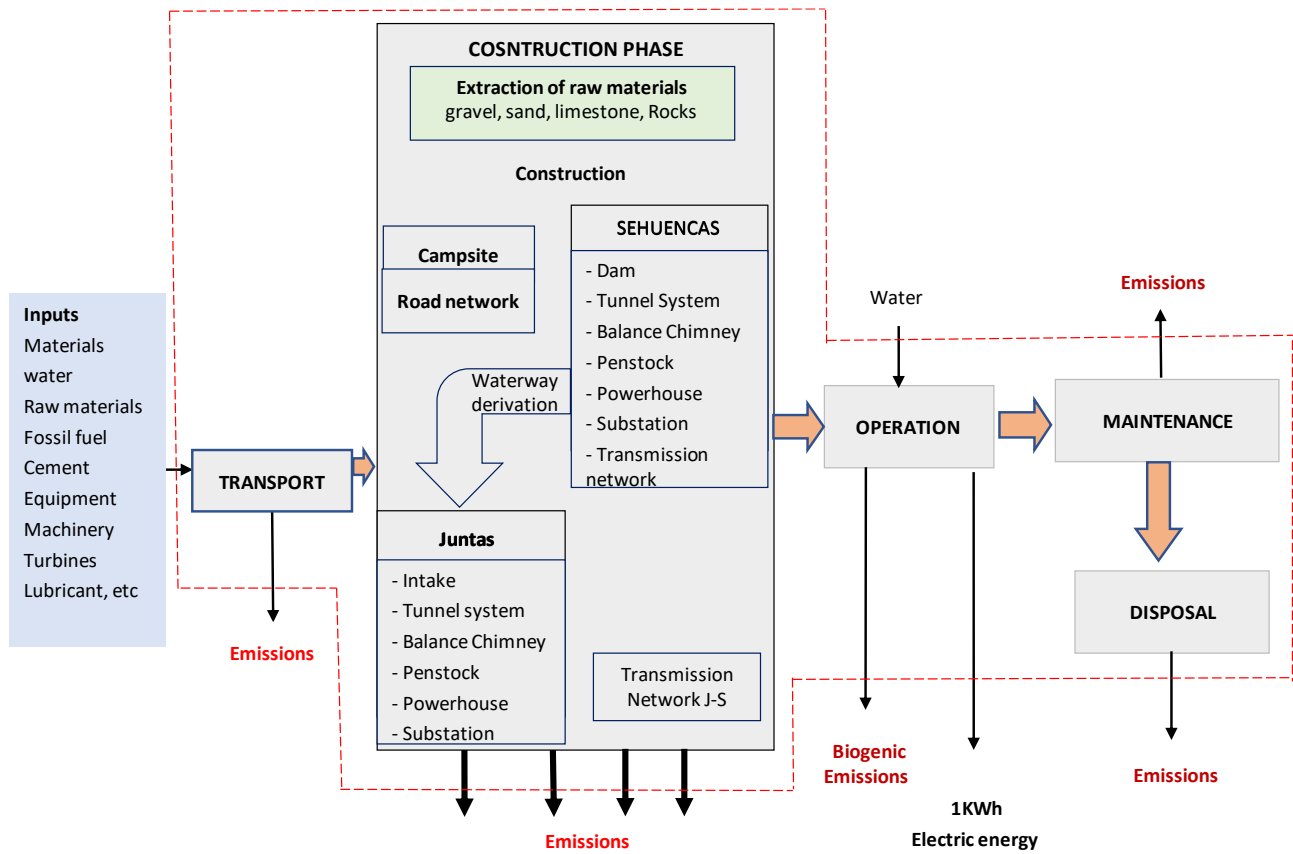 COSNTRUCTION PHASE
Extraction of raw materials
gravel, sand, limestone, Rocks
Construction
Campsite
Road network
SEHUENCAS
- Dam
- Tunnel System
- Balance Chimney
- Penstock
- Powerhouse
- Substation
- Transmission
network
Waterway
derivation
Juntas
- Intake
- Tunnel system
- Balance Chimney
- Penstock
- Powerhouse
- Substation
Transmission
Network J-S
Inputs
Materials
water
Raw materials
Fossil fuel
Cement
Equipment
Machinery
Turbines
Lubricant, etc
TRANSPORT
Emissions
Emissions
Water
OPERATION
Biogenic
Emissions
1KWh
Electric energy
Emissions
MAINTENANCE
DISPOSAL
Emissions